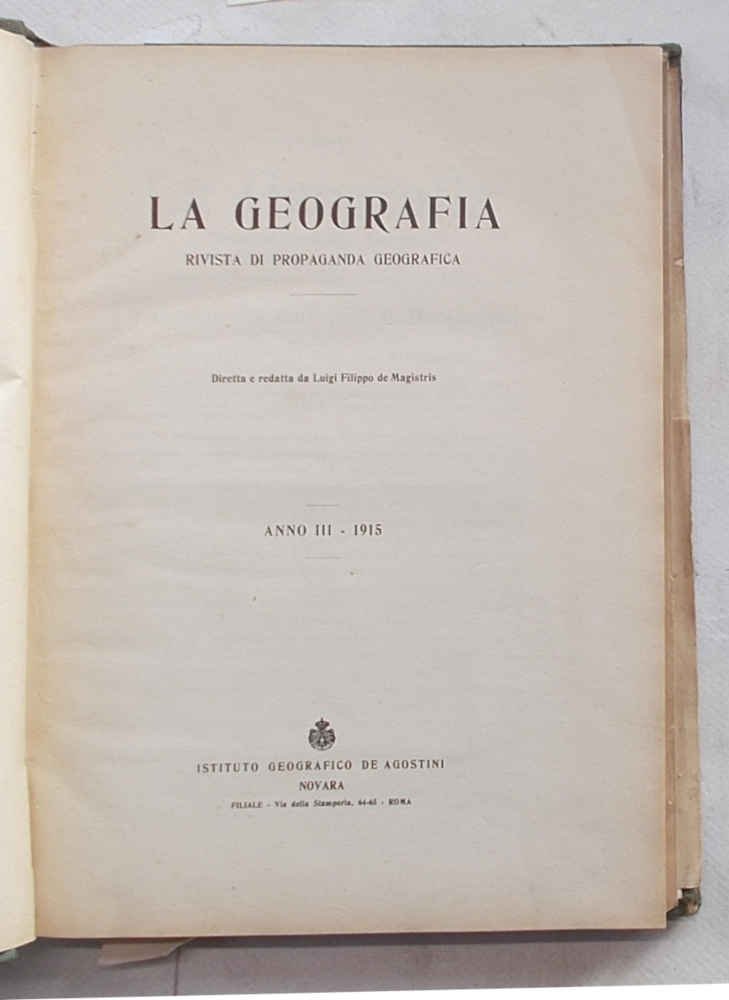 LA GEOGRAFIA
RIVISTA DI PROPAGANDA GEOGRAFICA
Diretta e redatta da Luigi Filippo de Magistris
ANNO III - 1915
ISTITUTO GEOGRAFICO DE AGOSTINI
NOVARA
FILIALE - Via della Stamperia, 64-65 - ROMA